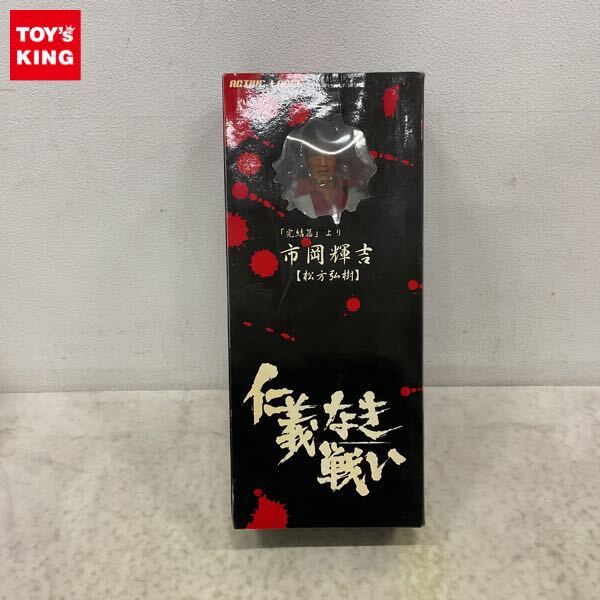 TOY's
KING
「完結篇」より
市岡輝吉
【松方弘樹】
仁義なき
戦い